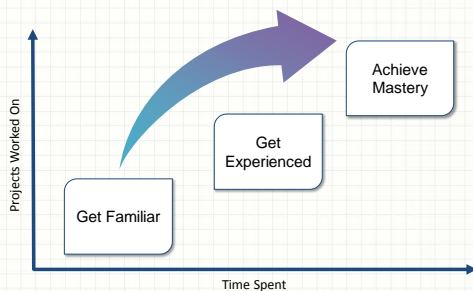 Achieve
Mastery
Get
Experienced
Get Familiar
Projects Worked On
Time Spent